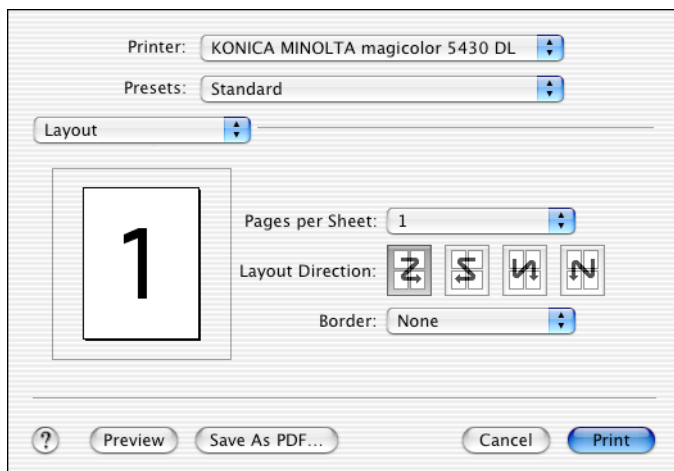 Printer: KONICA MINOLTA magicolor 5430 DL
Presets: Standard
Layout
1
Pages per Sheet: 1
Layout Direction:
Border: None
? Preview Save As PDF... Cancel Print